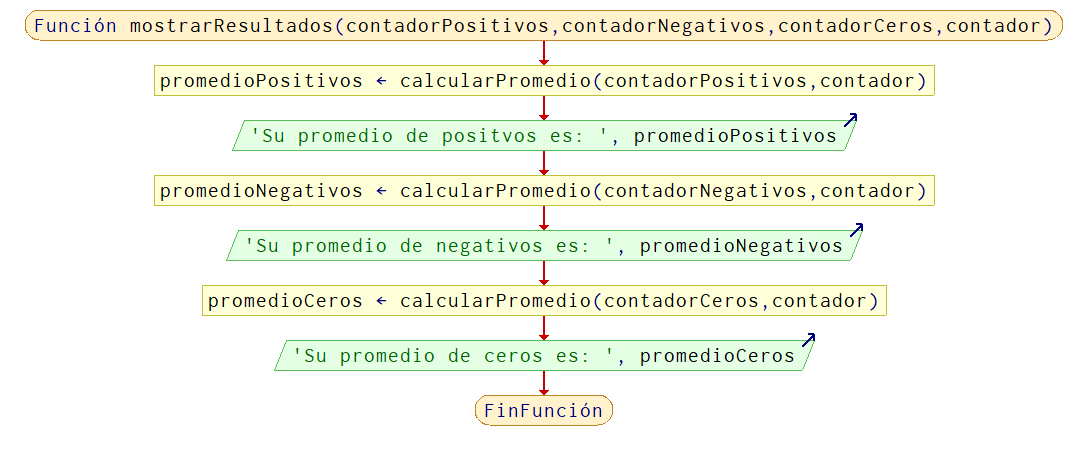 Función mostrarResultados(contadorPositivos,contadorNegativos,contadorCeros,contador)
promedioPositivos ← calcularPromedio(contadorPositivos,contador)
'Su promedio de positvos es: ', promedioPositivos
promedioNegativos ← calcularPromedio(contadorNegativos,contador)
'Su promedio de negativos es: ', promedioNegativos
promedioCeros ← calcularPromedio(contadorCeros,contador)
'Su promedio de ceros es: ', promedioCeros
FinFunción